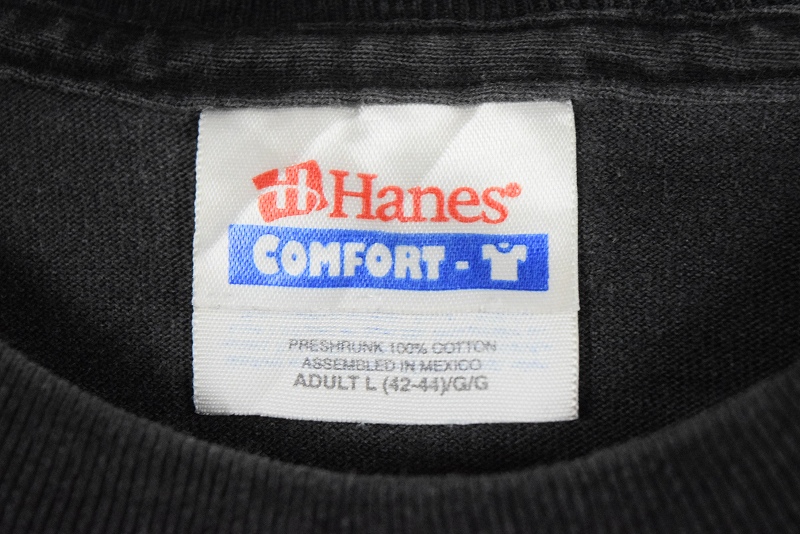 Hanes®
COMFORT -
PRESHRUNK 100% COTTON
ASSEMBLED IN MEXICO
ADULT L (42-44)/G/G